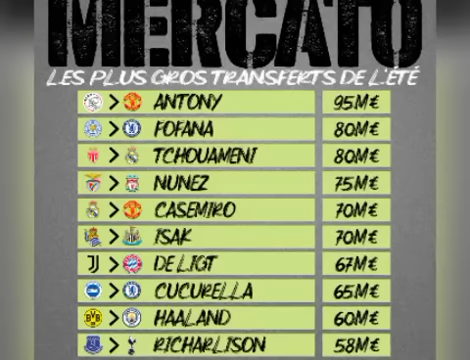 MERCATO
LES PLUS GROS TRANSFERTS DE L'ÉTÉ
> ANTONY 95M€
> FOFANA 80M€
> TCHOUAMENI 80M€
> NUNEZ 75M€
> CASEMIRO 70M€
> ISAK 70M€
> DE LIGT 67M€
> CUCURELLA 65M€
> HAALAND 60M€
> RICHARLISON 58M€